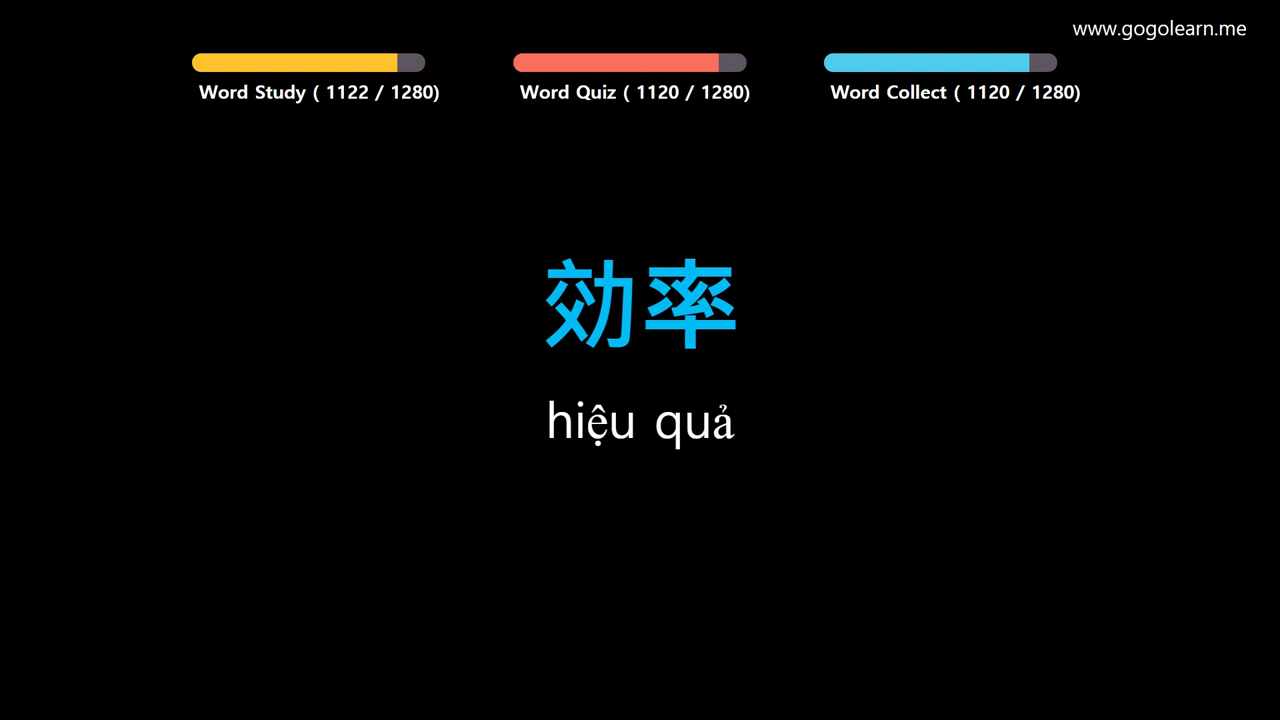 www.gogolearn.me
Word Study ( 1122 / 1280)
Word Quiz ( 1120 / 1280)
Word Collect ( 1120 / 1280)
効率
hiệu quả